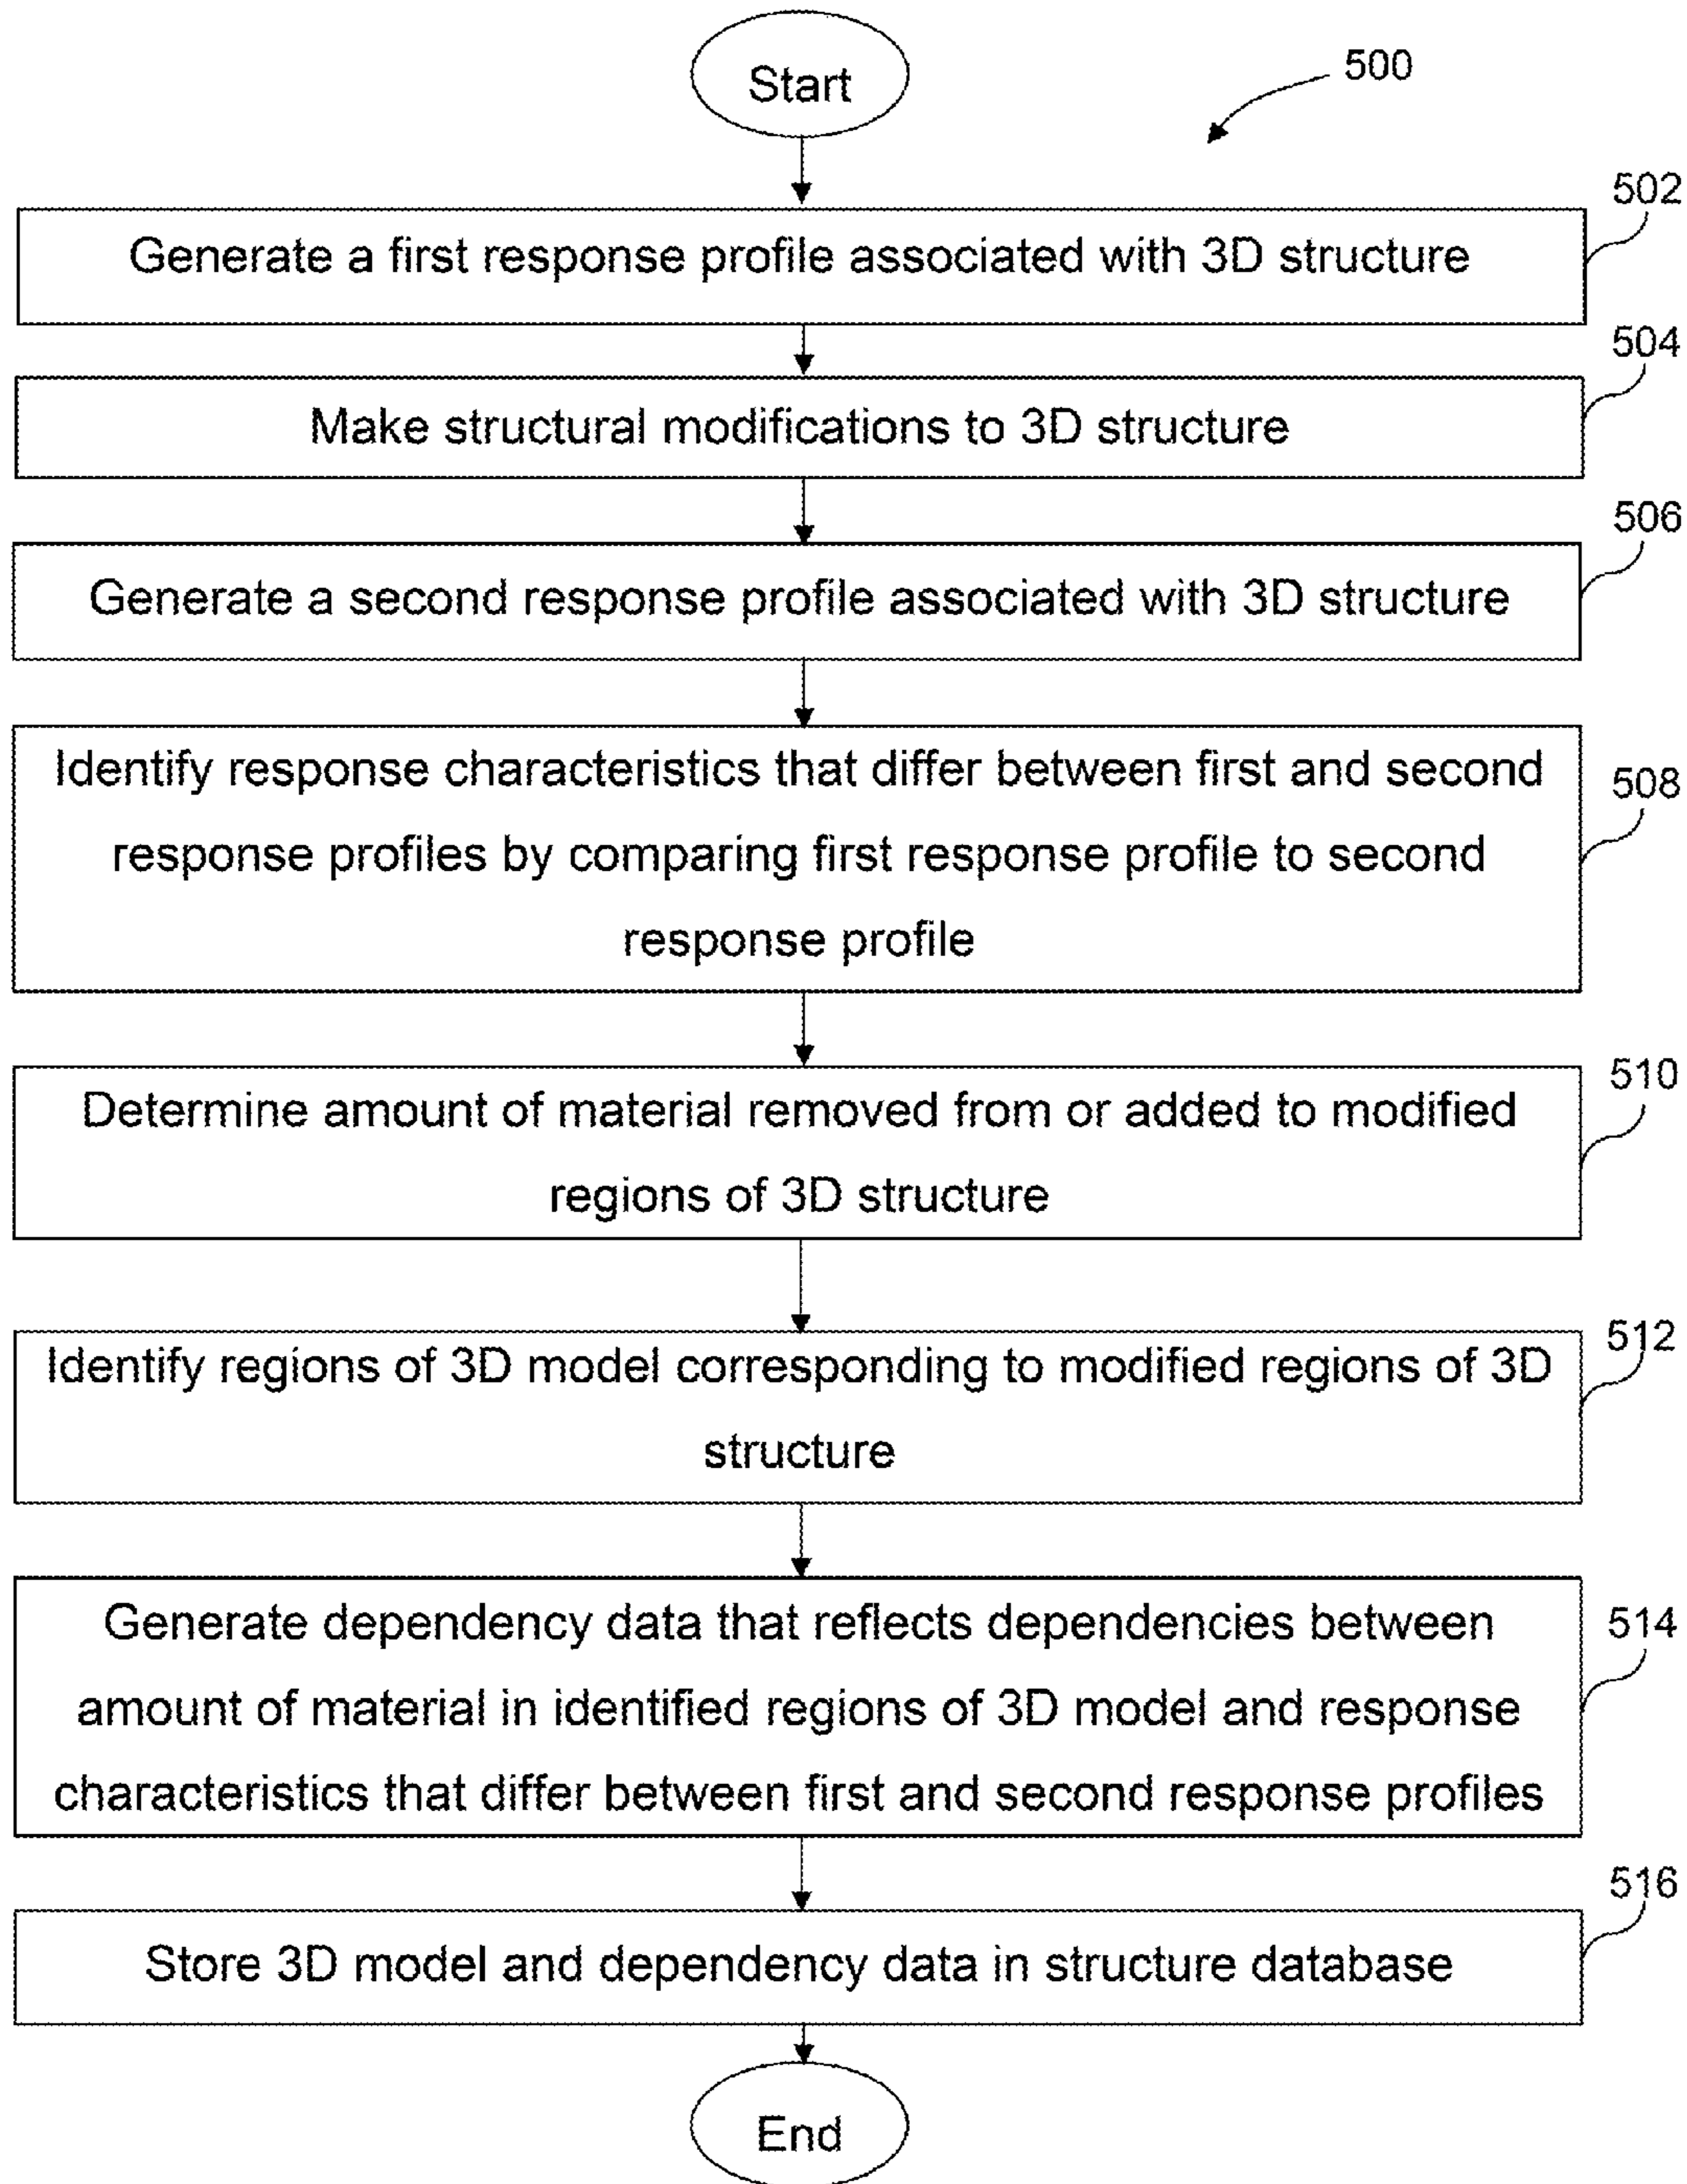 Start
500
502
Generate a first response profile associated with 3D structure
504
Make structural modifications to 3D structure
506
Generate a second response profile associated with 3D structure
Identify response characteristics that differ between first and second
508
response profiles by comparing first response profile to second
response profile
510
Determine amount of material removed from or added to modified
regions of 3D structure
512
Identify regions of 3D model corresponding to modified regions of 3D
structure
Generate dependency data that reflects dependencies between
514
amount of material in identified regions of 3D model and response
characteristics that differ between first and second response profiles
516
Store 3D model and dependency data in structure database
End